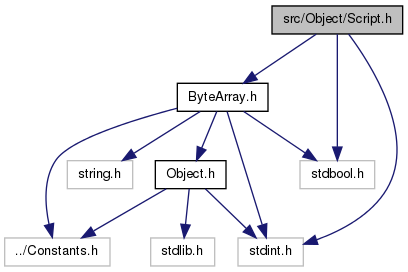 src/Object/Script.h
ByteArray.h
string.h
Object.h
stdbool.h
../Constants.h
stdlib.h
stdint.h